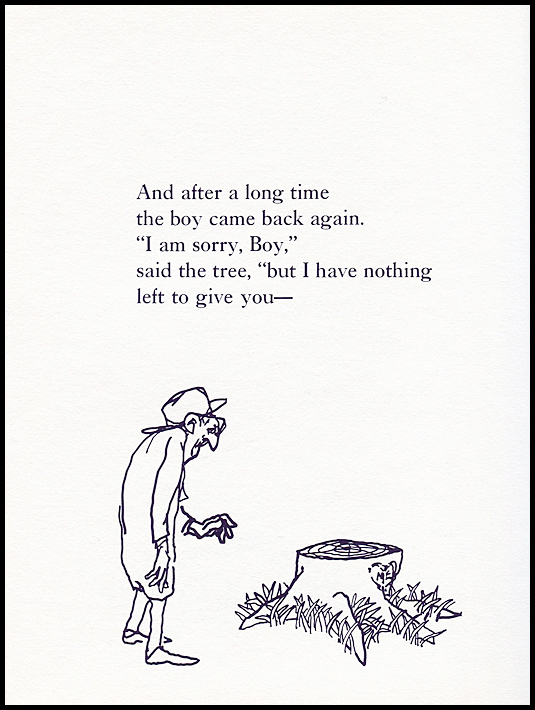 And after a long time
the boy came back again.
“I am sorry, Boy,”
said the tree, “but I have nothing
left to give you—
M.E.